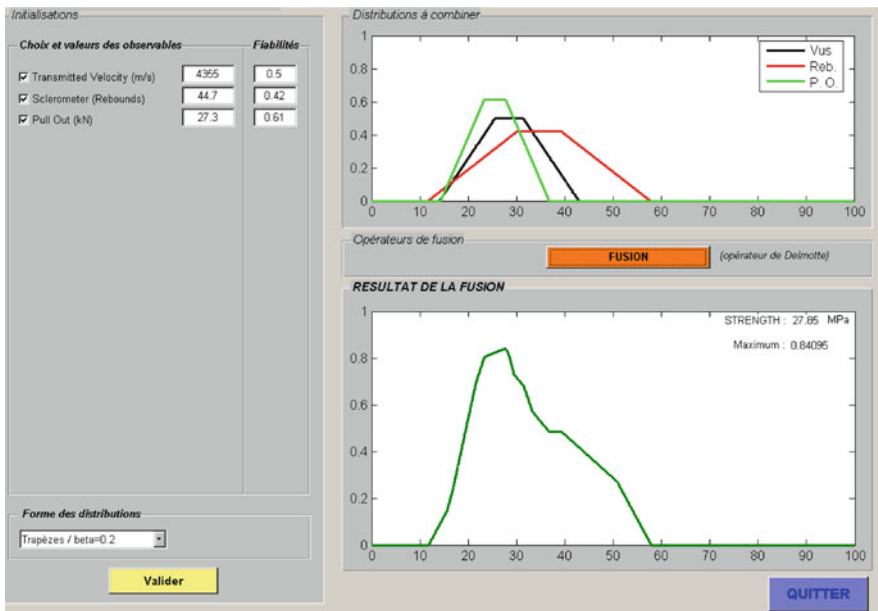 Initialisations
Choix et valeurs des observables
Fiabilités
Transmitted Velocity (m/s) 4365 0.5
Sclerometer (Rebounds) 44.7 0.42
Pull Out (kN) 27.3 0.61
Forme des distributions
Trapèzes / beta=0.2
Valider
Distributions à combiner
1
0.8
0.6
0.4
0.2
0
0 10 20 30 40 50 60 70 80 90 100
Vus
Reb.
P. O.
Opérateurs de fusion
FUSION
(opérateur de Delmotte)
RESULTAT DE LA FUSION
STRENGTH : 27.85 MPa
Maximum : 0.84095
1
0.8
0.6
0.4
0.2
0
0 10 20 30 40 50 60 70 80 90 100
QUITTER